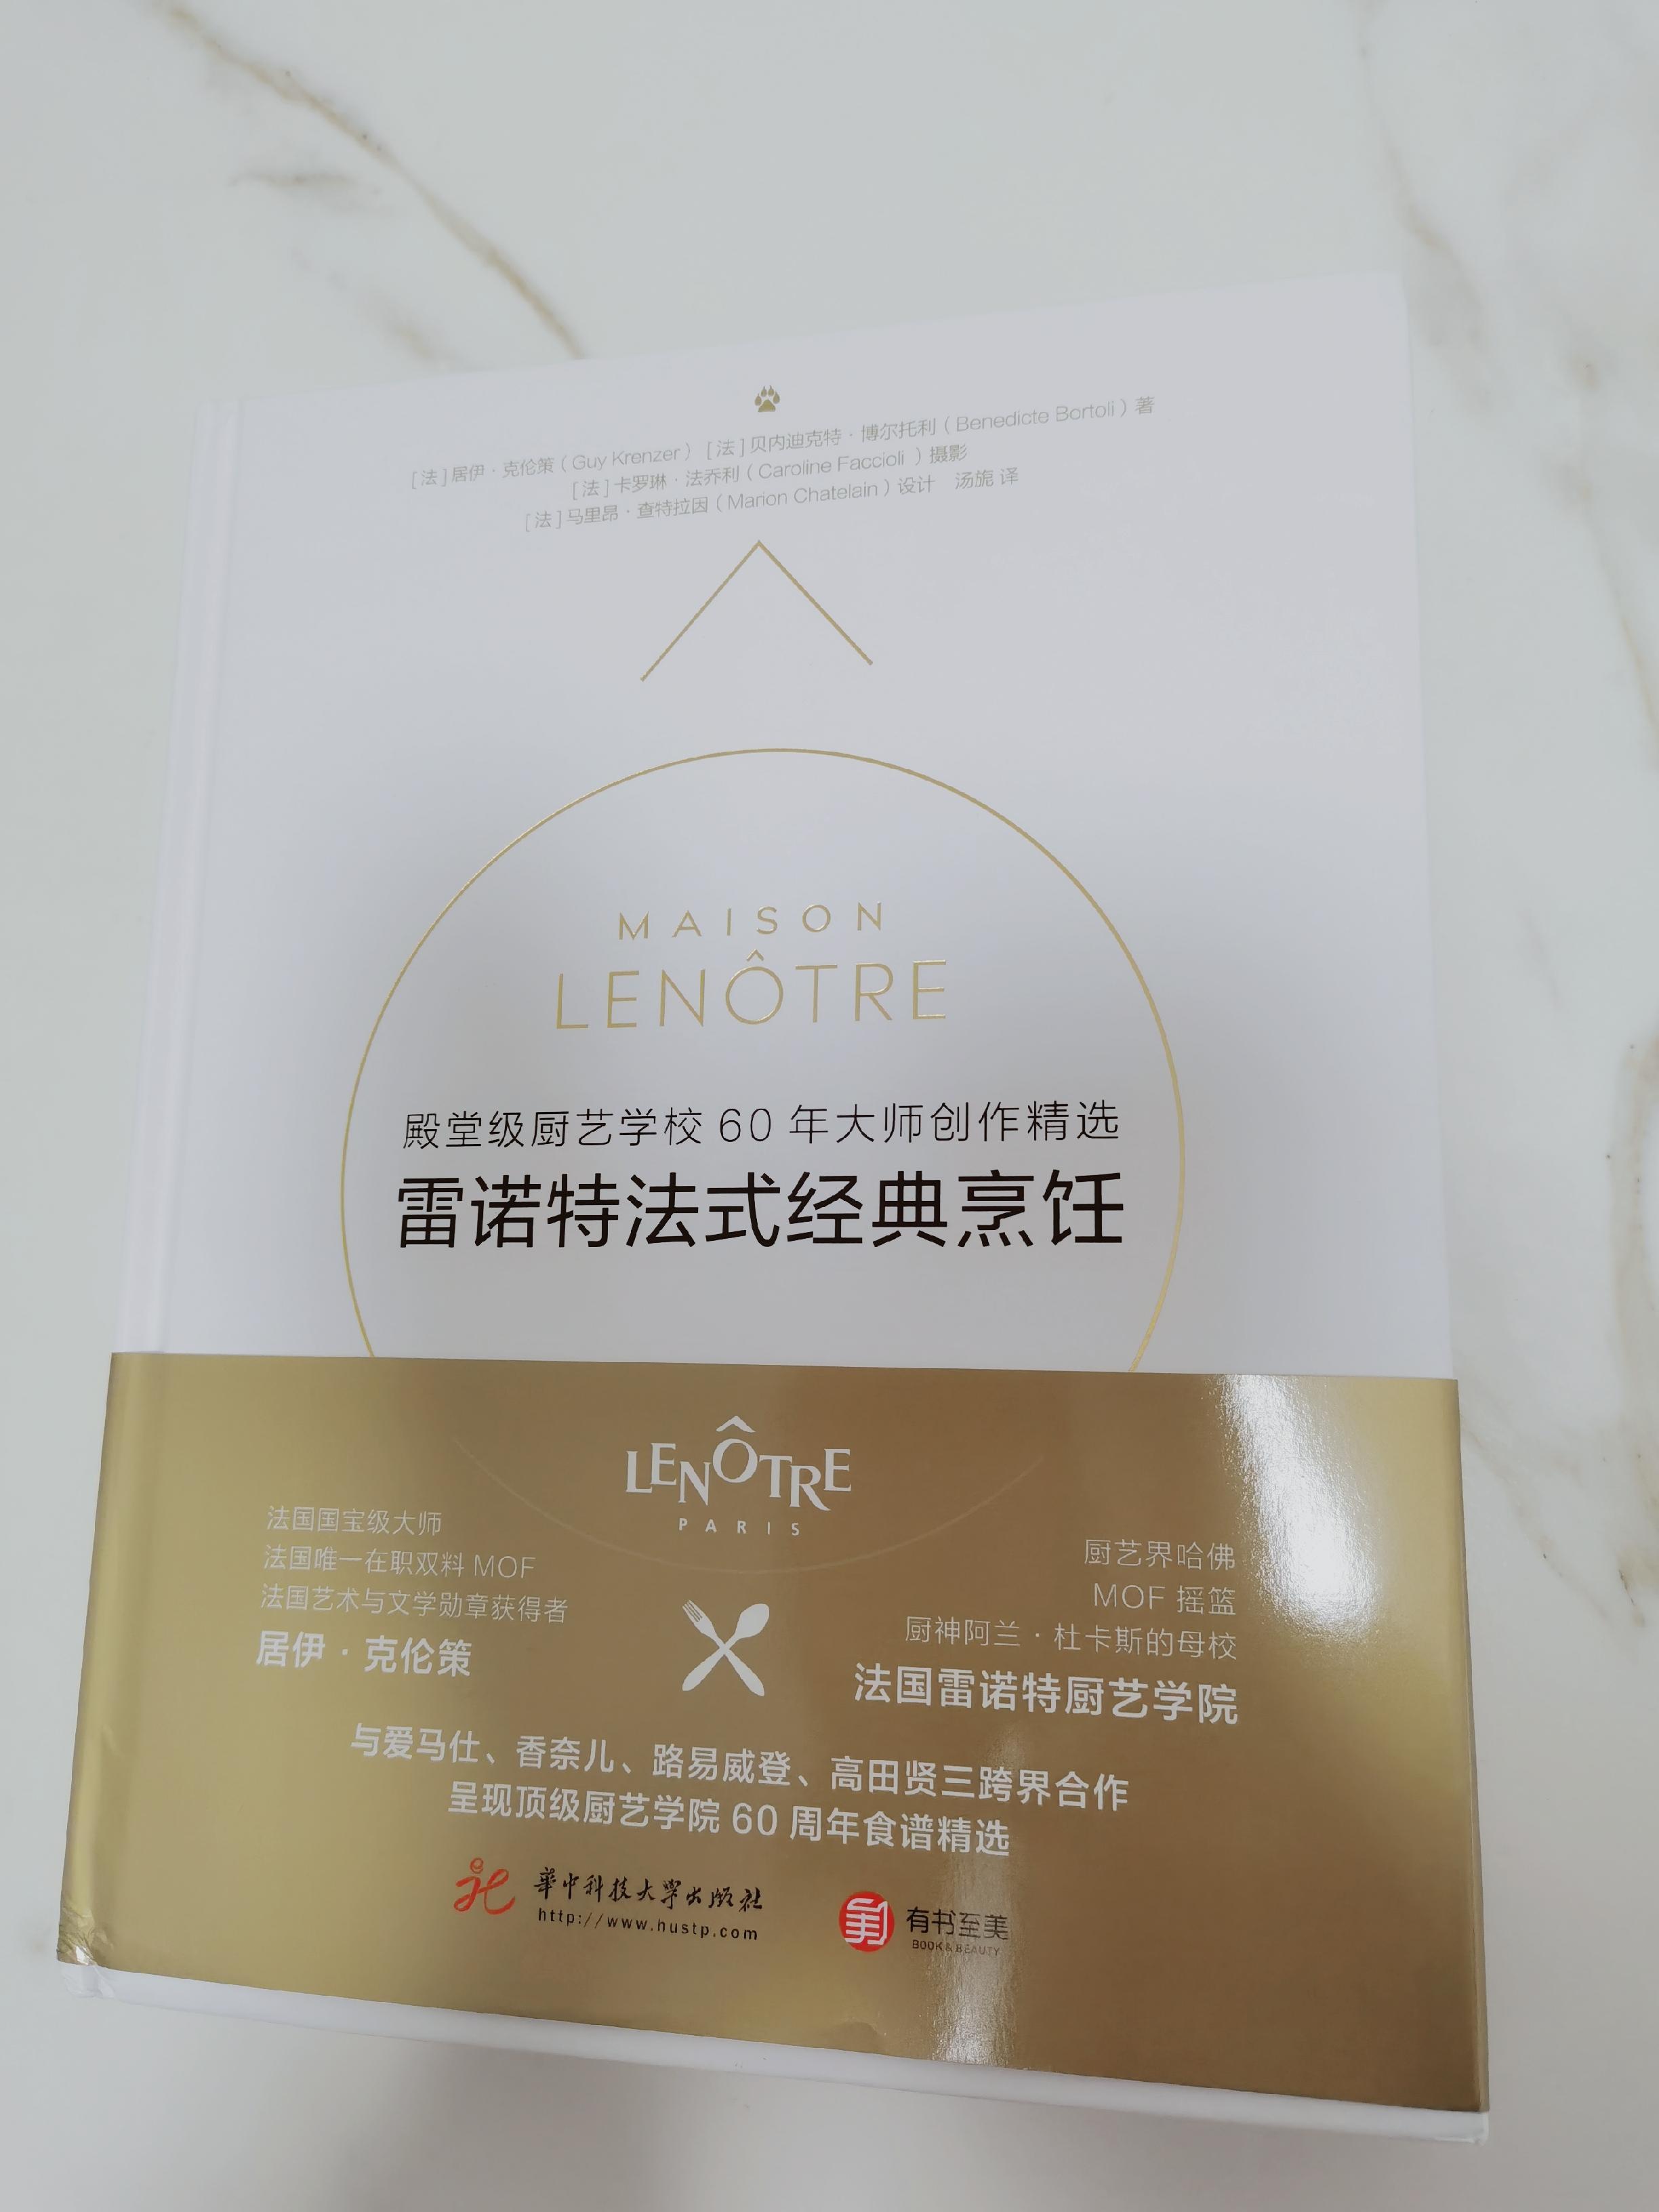 [法]居伊·克伦策（Guy Krenzer）[法]贝内迪克特·博尔托利（Benedicte Bortoli）著
[法]卡罗琳·法乔利（Caroline Faccioli ）摄影
[法]马里昂·查特拉因（Marion Chatelain）设计 汤旎 译
MAISON
LENÔTRE
殿堂级厨艺学校 60 年大师创作精选
雷诺特法式经典烹饪
LENÔTRE
PARIS
法国国宝级大师
法国唯一在职双料 MOF
法国艺术与文学勋章获得者
居伊·克伦策
厨艺界哈佛
MOF 摇篮
厨神阿兰·杜卡斯的母校
法国雷诺特厨艺学院
与爱马仕、香奈儿、路易威登、高田贤三跨界合作
呈现顶级厨艺学院 60 周年食谱精选
華中科技大學出版社
http://www.hustp.com
有书至美
BOOK & BEAUTY